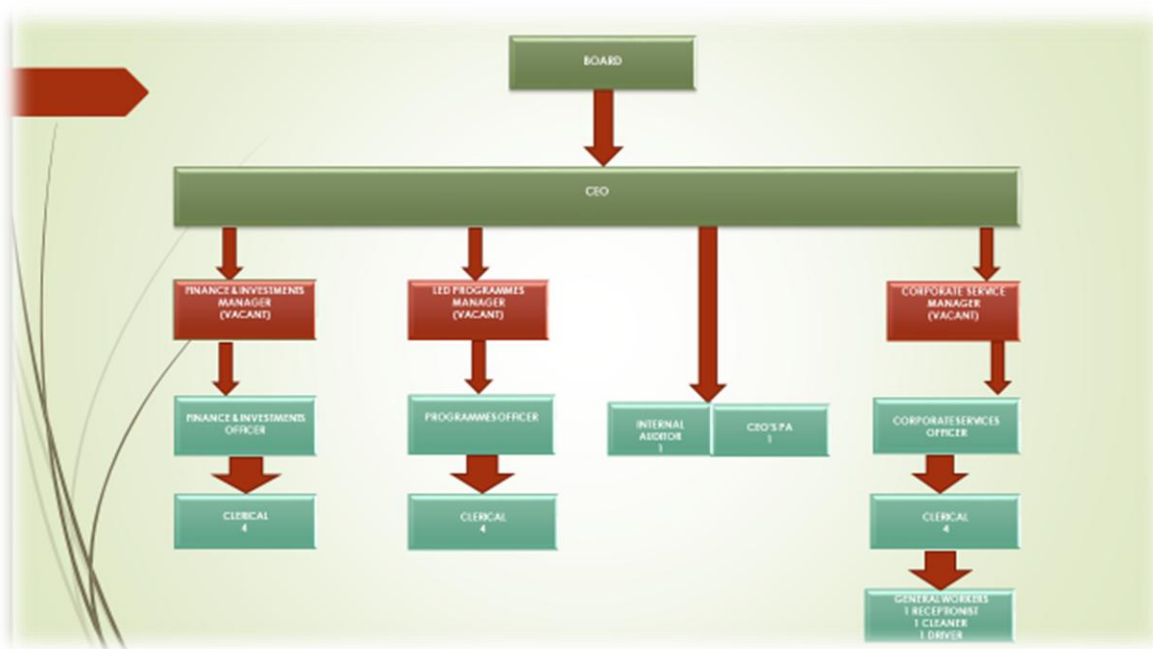 BOARD
CEO
FINANCE & INVESTMENTS
MANAGER
(VACANT)
LED PROGRAMMES
MANAGER
(VACANT)
CORPORATE SERVICE
MANAGER
(VACANT)
FINANCE & INVESTMENTS
OFFICER
PROGRAMMES OFFICER
INTERNAL
AUDITOR
1
CEO'S PA
1
CORPORATE SERVICES
OFFICER
CLERICAL
4
CLERICAL
4
CLERICAL
4
GENERAL WORKERS
1 RECEPTIONIST
1 CLEANER
1 DRIVER